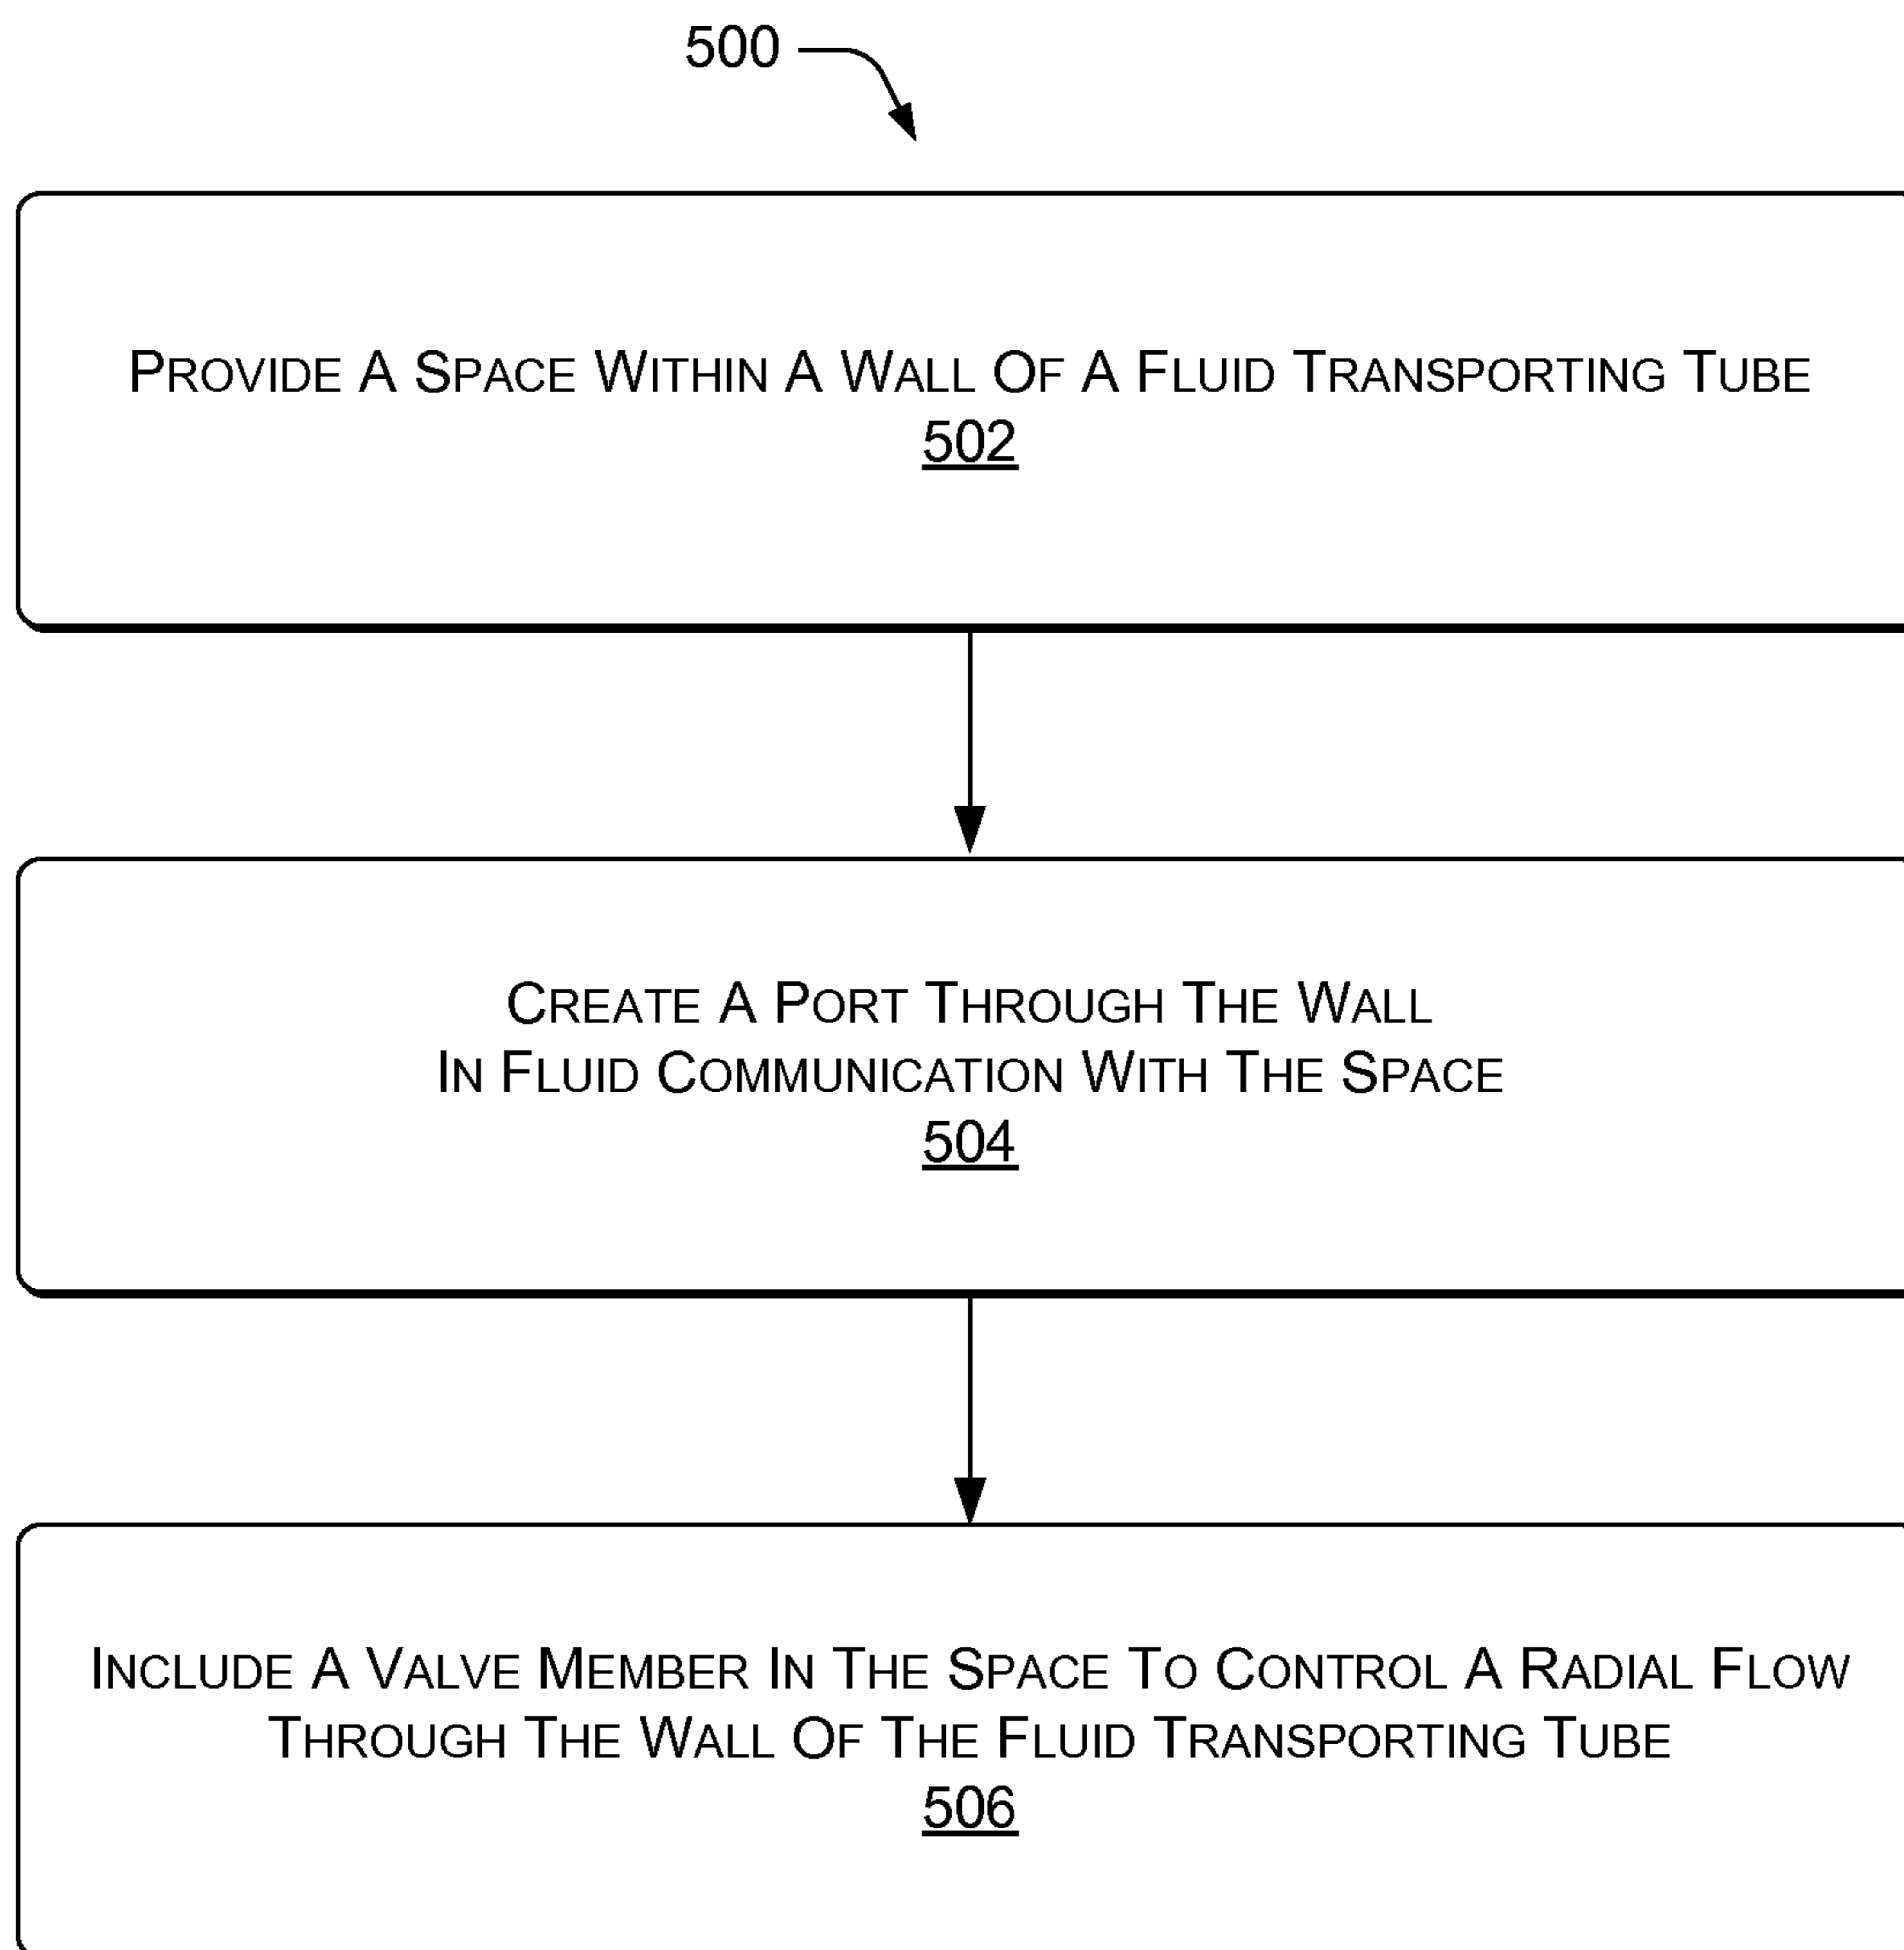 500
PROVIDE A SPACE WITHIN A WALL OF A FLUID TRANSPORTING TUBE
502
CREATE A PORT THROUGH THE WALL
IN FLUID COMMUNICATION WITH THE SPACE
504
INCLUDE A VALVE MEMBER IN THE SPACE TO CONTROL A RADIAL FLOW
THROUGH THE WALL OF THE FLUID TRANSPORTING TUBE
506